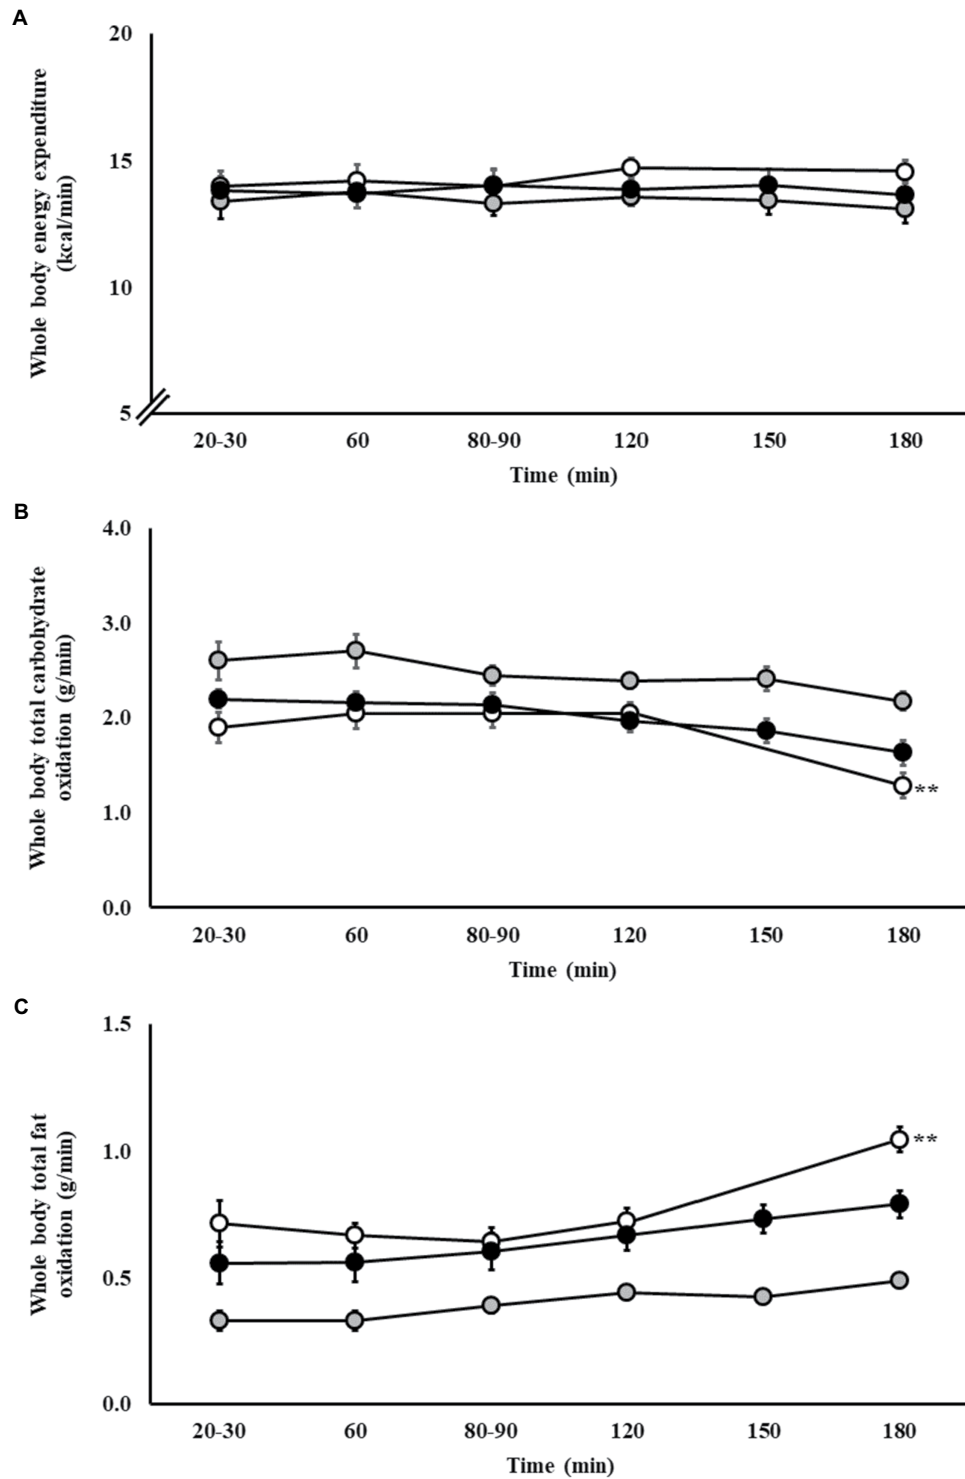 A
Whole body energy expenditure
(kcal/min)
20
15
10
5
20-30 60 80-90 120 150 180
Time (min)
B
Whole body total carbohydrate
oxidation (g/min)
4.0
3.0
2.0
1.0
0.0
**
20-30 60 80-90 120 150 180
Time (min)
C
Whole body total fat
oxidation (g/min)
1.5
1.0
0.5
0.0
**
20-30 60 80-90 120 150 180
Time (min)